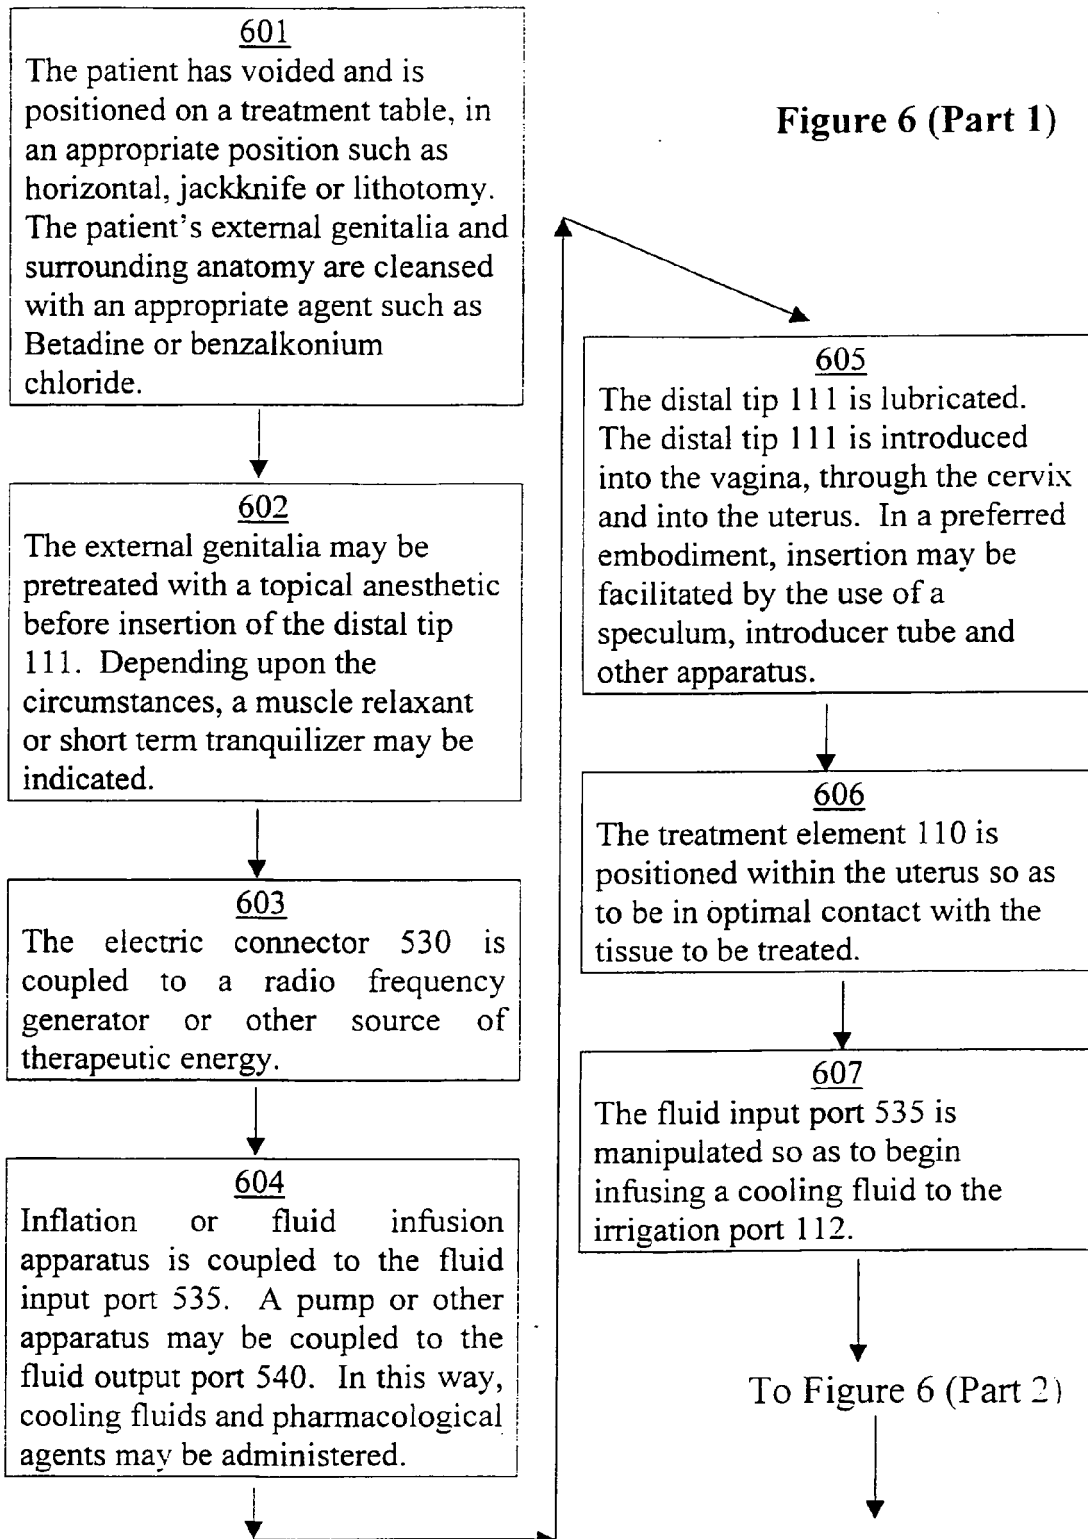 Figure 6 (Part 1)
601
The patient has voided and is
positioned on a treatment table, in
an appropriate position such as
horizontal, jackknife or lithotomy.
The patient's external genitalia and
surrounding anatomy are cleansed
with an appropriate agent such as
Betadine or benzalkonium
chloride.
602
The external genitalia may be
pretreated with a topical anesthetic
before insertion of the distal tip
111. Depending upon the
circumstances, a muscle relaxant
or short term tranquilizer may be
indicated.
603
The electric connector 530 is
coupled to a radio frequency
generator or other source of
therapeutic energy.
604
Inflation or fluid infusion
apparatus is coupled to the fluid
input port 535. A pump or other
apparatus may be coupled to the
fluid output port 540. In this way,
cooling fluids and pharmacological
agents may be administered.
605
The distal tip 111 is lubricated.
The distal tip 111 is introduced
into the vagina, through the cervix
and into the uterus. In a preferred
embodiment, insertion may be
facilitated by the use of a
speculum, introducer tube and
other apparatus.
606
The treatment element 110 is
positioned within the uterus so as
to be in optimal contact with the
tissue to be treated.
607
The fluid input port 535 is
manipulated so as to begin
infusing a cooling fluid to the
irrigation port 112.
To Figure 6 (Part 2)